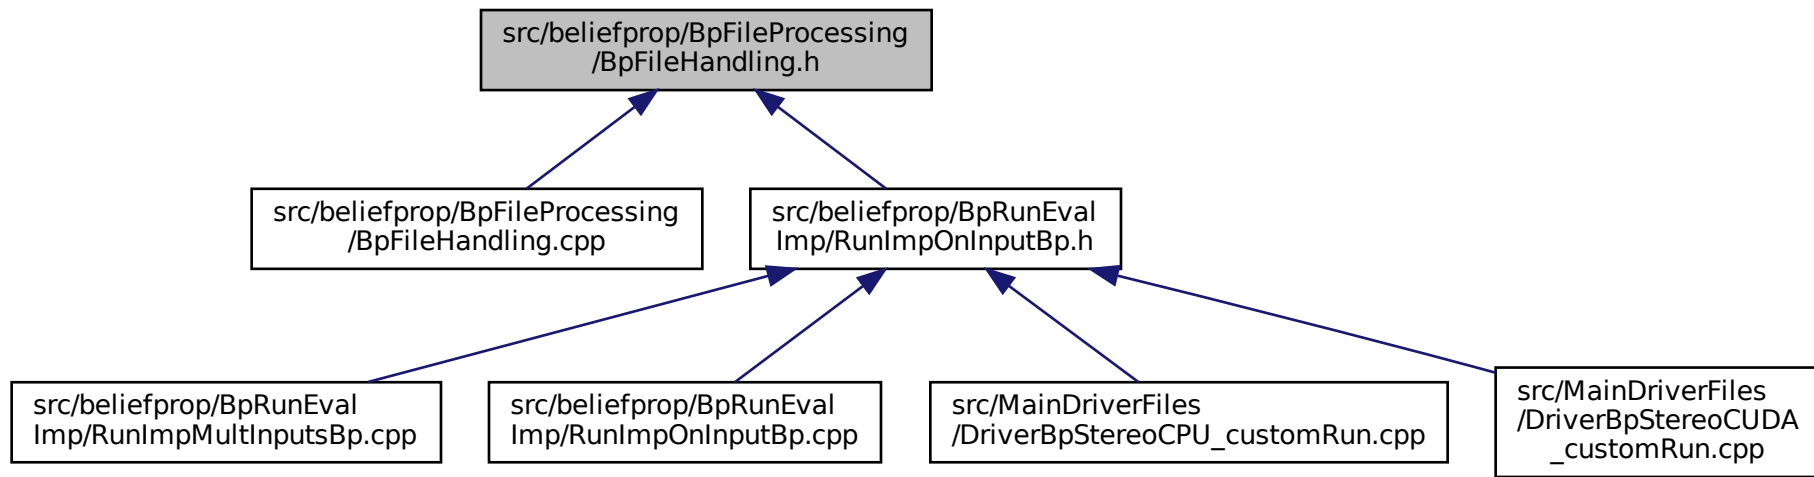 src/beliefprop/BpFileProcessing
/BpFileHandling.h
src/beliefprop/BpFileProcessing
/BpFileHandling.cpp
src/beliefprop/BpRunEval
Imp/RunImpOnInputBp.h
src/beliefprop/BpRunEval
Imp/RunImpMultInputsBp.cpp
src/beliefprop/BpRunEval
Imp/RunImpOnInputBp.cpp
src/MainDriverFiles
/DriverBpStereoCPU_customRun.cpp
src/MainDriverFiles
/DriverBpStereoCUDA
_customRun.cpp